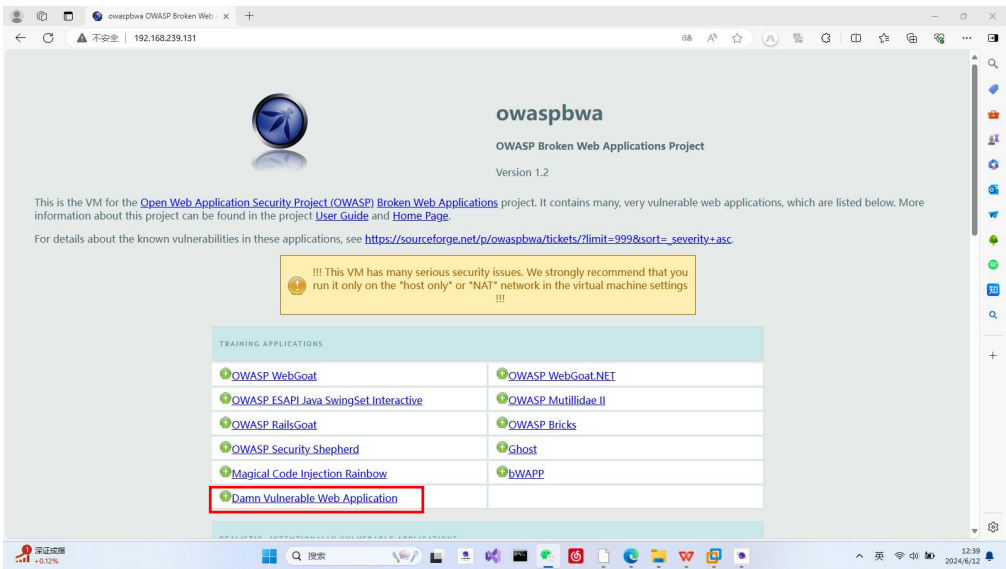 owaspbwa OWASP Broken Web
不安全 192.168.239.131
owaspbwa
OWASP Broken Web Applications Project
Version 1.2
This is the VM for the Open Web Application Security Project (OWASP) Broken Web Applications project. It contains many, very vulnerable web applications, which are listed below. More
information about this project can be found in the project User Guide and Home Page.
For details about the known vulnerabilities in these applications, see https://sourceforge.net/p/owaspbwa/tickets/?limit=999&sort=_severity+asc.
!!! This VM has many serious security issues. We strongly recommend that you
run it only on the "host only" or "NAT" network in the virtual machine settings
!!!
TRAINING APPLICATIONS
OWASP WebGoat
OWASP WebGoat.NET
OWASP ESAPI Java SwingSet Interactive
OWASP Mutillidae II
OWASP RailsGoat
OWASP Bricks
OWASP Security Shepherd
Ghost
Magical Code Injection Rainbow
bWAPP
Damn Vulnerable Web Application
REALISTIC, INTENTIONALLY VULNERABLE APPLICATIONS
深证成指
+0.12%
搜索
英
12:39
2024/6/12